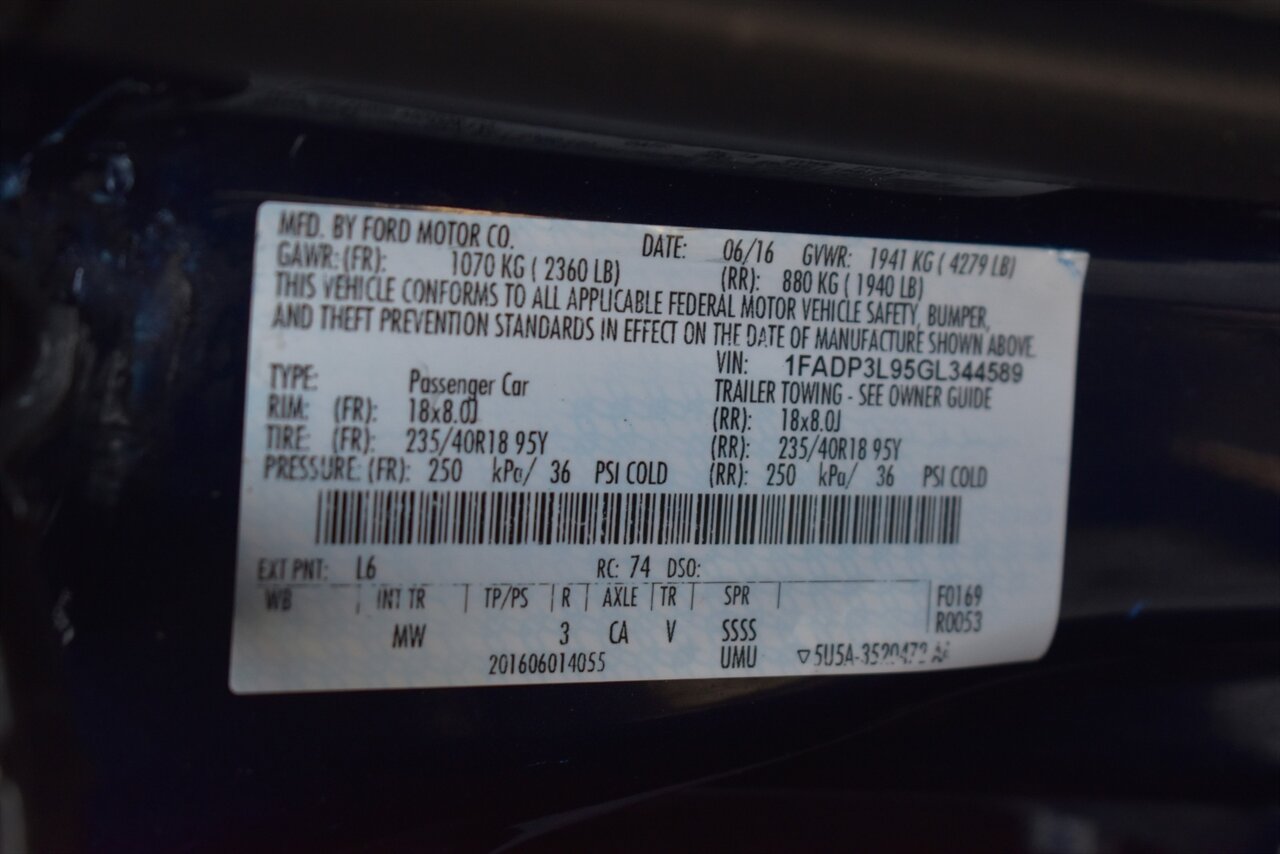 MFD. BY FORD MOTOR CO. DATE: 06/16 GVWR: 1941 KG ( 4279 LB)
GAWR: (FR): 1070 KG ( 2360 LB) (RR): 880 KG ( 1940 LB)
THIS VEHICLE CONFORMS TO ALL APPLICABLE FEDERAL MOTOR VEHICLE SAFETY, BUMPER,
AND THEFT PREVENTION STANDARDS IN EFFECT ON THE DATE OF MANUFACTURE SHOWN ABOVE.
VIN: 1FADP3L95GL344589
TYPE: Passenger Car TRAILER TOWING - SEE OWNER GUIDE
RIM: (FR): 18x8.0J (RR): 18x8.0J
TIRE: (FR): 235/40R18 95Y (RR): 235/40R18 95Y
PRESSURE: (FR): 250 kPa/ 36 PSI COLD (RR): 250 kPa/ 36 PSI COLD
EXT PNT: L6 RC: 74 DSO:
WB | INT TR | TP/PS | R | AXLE | TR | SPR | F0169
MW 3 CA V SSSS R0053
201606014055 UMU ▽5U5A-